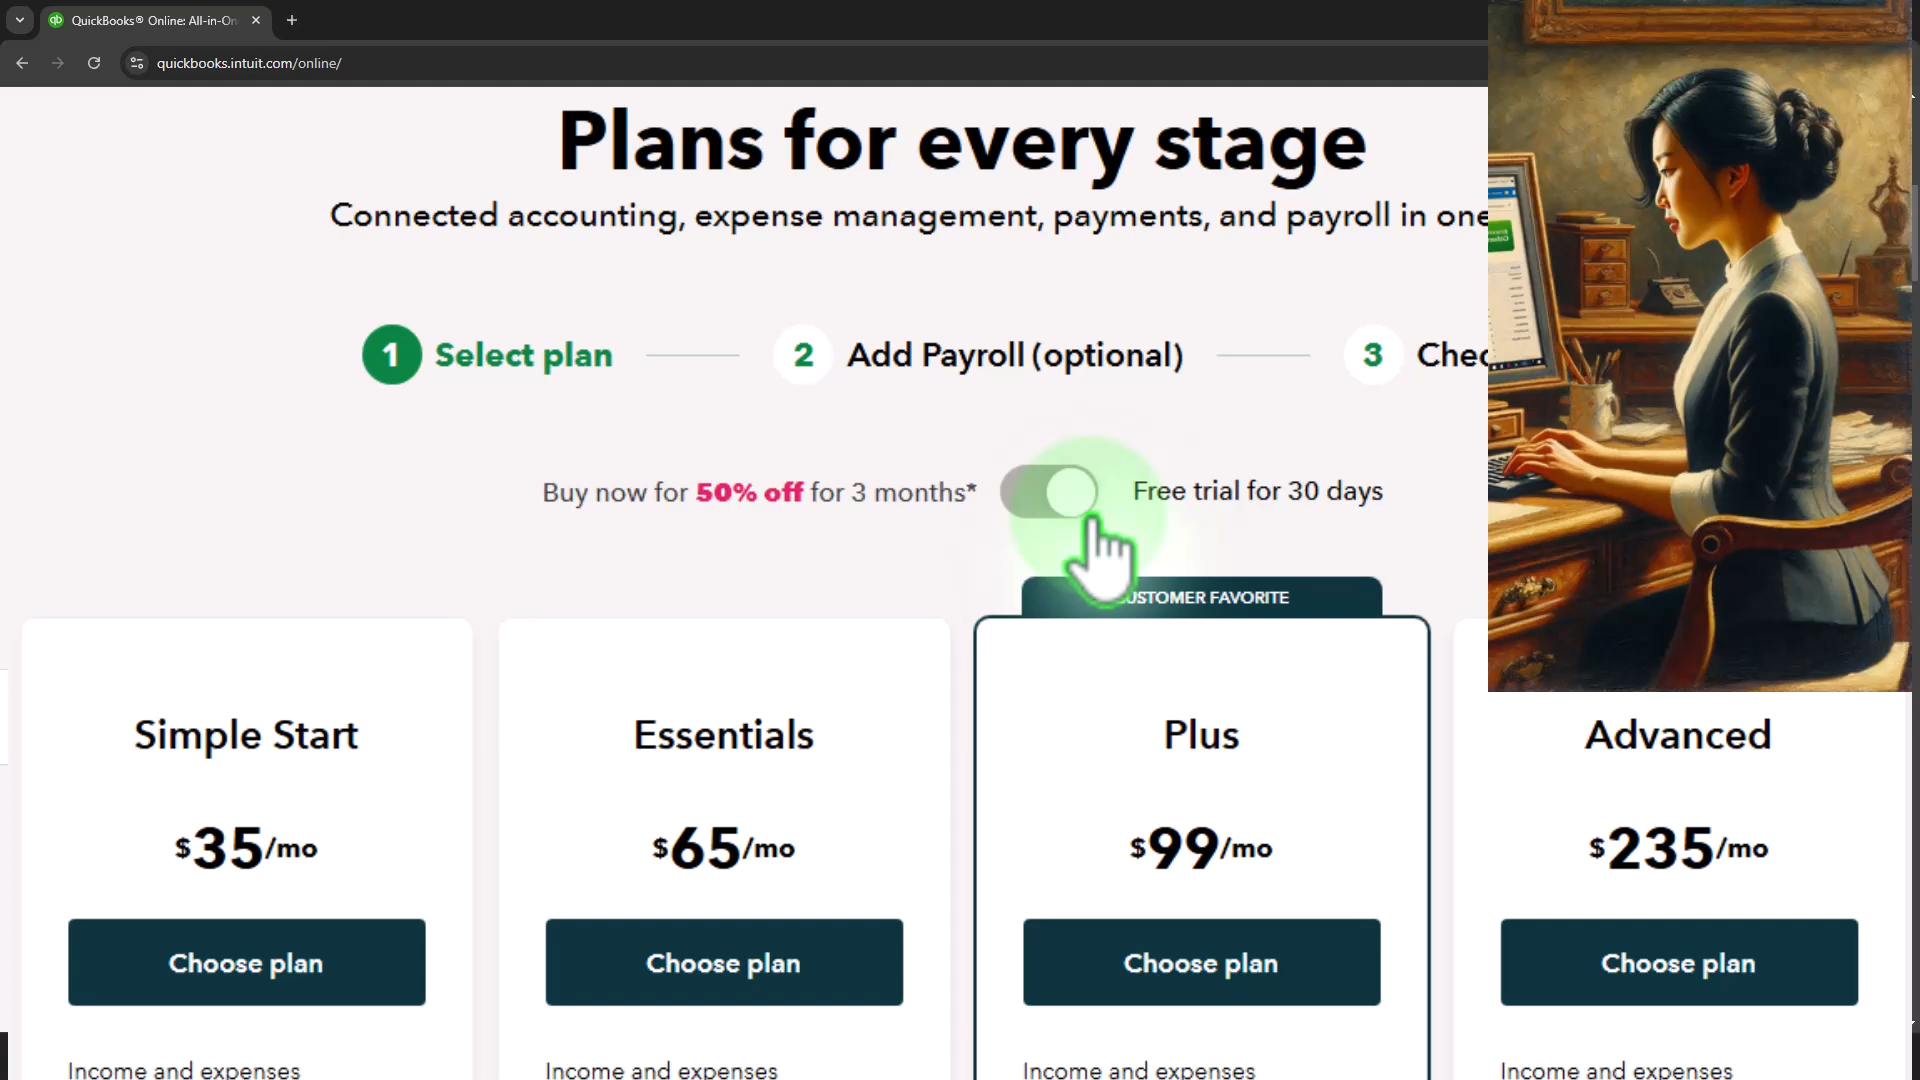 QuickBooks® Online: All-in-On
quickbooks.intuit.com/online/
Plans for every stage
Connected accounting, expense management, payments, and payroll in one
1 Select plan
2 Add Payroll (optional)
3 Chec
Buy now for 50% off for 3 months*
Free trial for 30 days
USTOMER FAVORITE
Simple Start
Essentials
Plus
Advanced
$35/mo
$65/mo
$99/mo
$235/mo
Choose plan
Choose plan
Choose plan
Choose plan
Income and expenses
Income and expenses
Income and expenses
Income and expenses